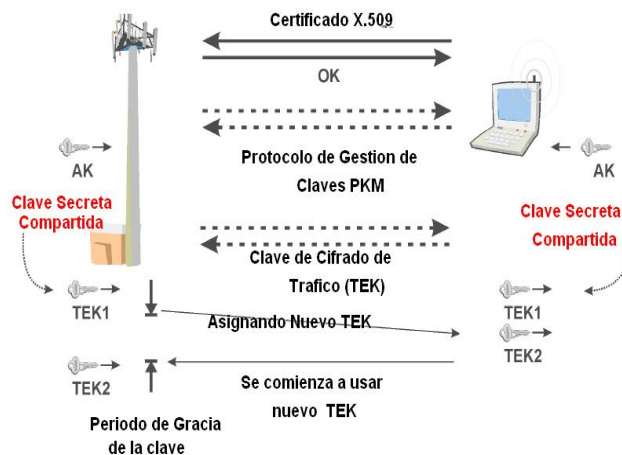 Certificado X.509
OK
AK
AK
Protocolo de Gestion de
Claves PKM
Clave Secreta
Compartida
Clave Secreta
Compartida
Clave de Cifrado de
Trafico (TEK)
TEK1
TEK1
Asignando Nuevo TEK
TEK2
TEK2
Se comienza a usar
nuevo TEK
Periodo de Gracia
de la clave